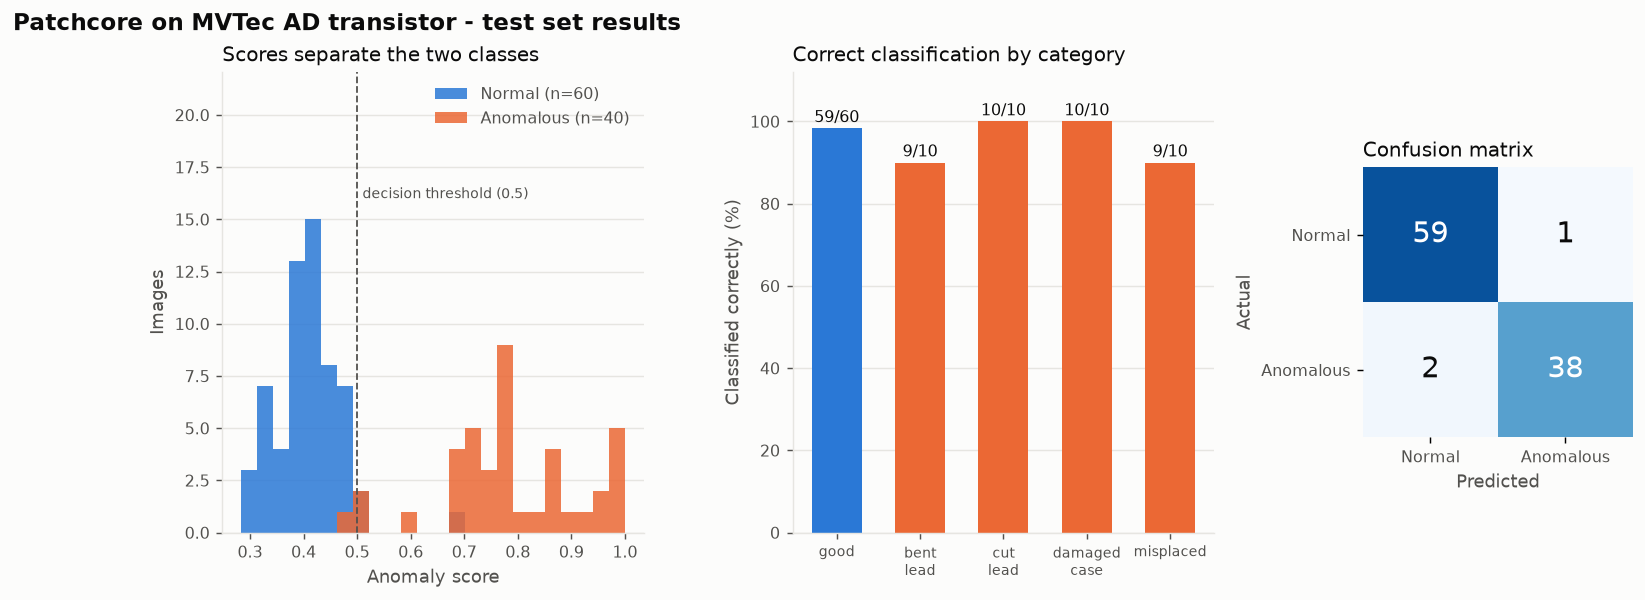 Patchcore on MVTec AD transistor - test set results
Scores separate the two classes
Normal (n=60)
Anomalous (n=40)
decision threshold (0.5)
Images
20.0
17.5
15.0
12.5
10.0
7.5
5.0
2.5
0.0
0.3 0.4 0.5 0.6 0.7 0.8 0.9 1.0
Anomaly score
Correct classification by category
59/60 9/10 10/10 10/10 9/10
Classified correctly (%)
100
80
60
40
20
0
good bent cut damaged misplaced
lead lead case
Confusion matrix
Actual
Normal 59 1
Anomalous 2 38
Normal Anomalous
Predicted